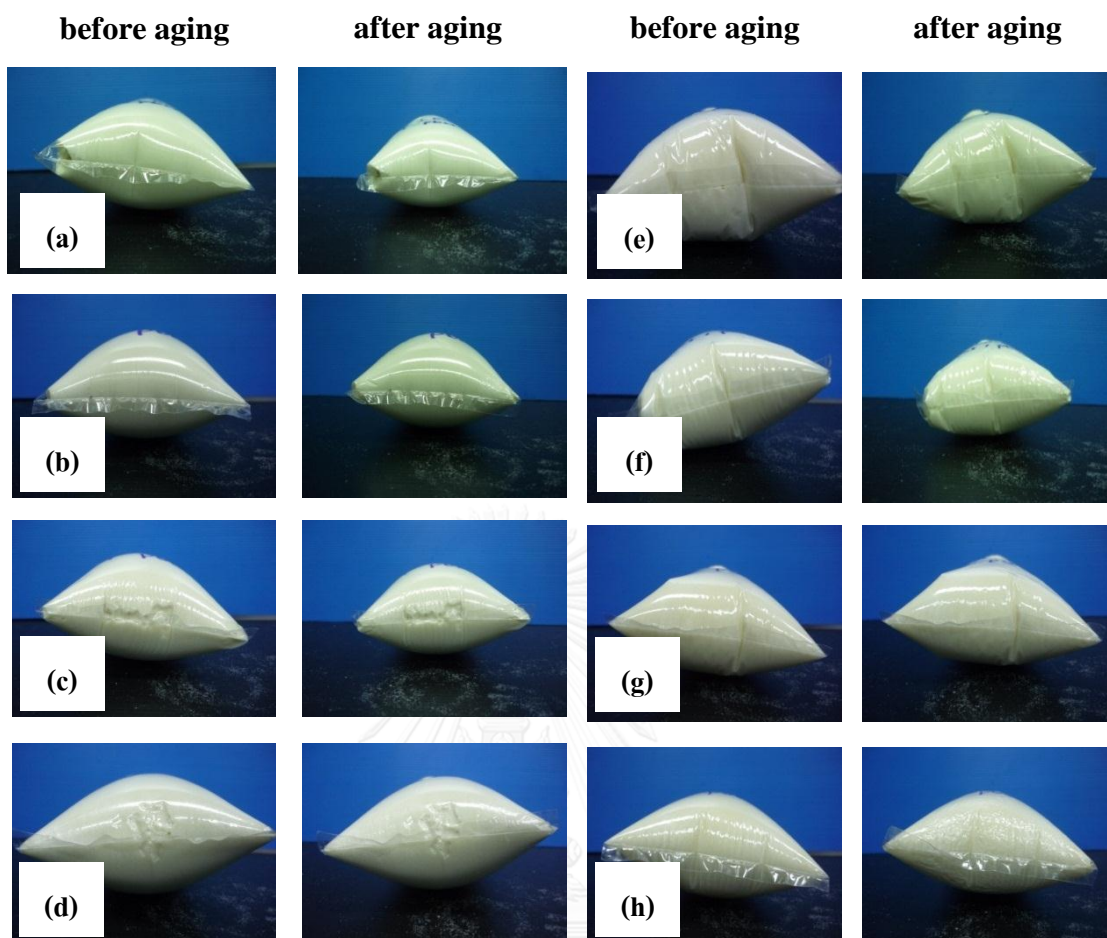 before aging after aging before aging after aging
(a) (e)
(b) (f)
(c) (g)
(d) (h)